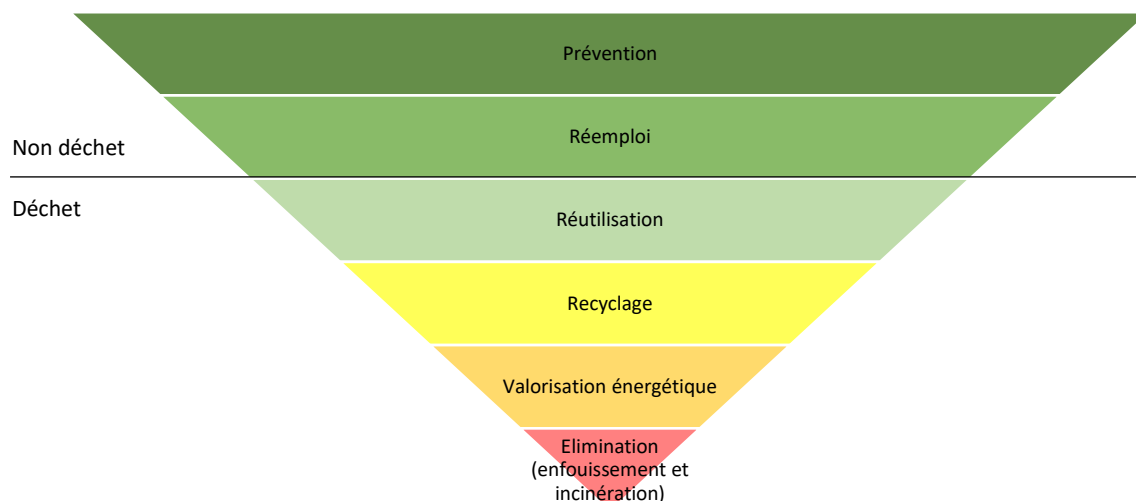 Prévention
Réemploi
Non déchet
Déchet
Réutilisation
Recyclage
Valorisation énergétique
Elimination
(enfouissement et
incinération)